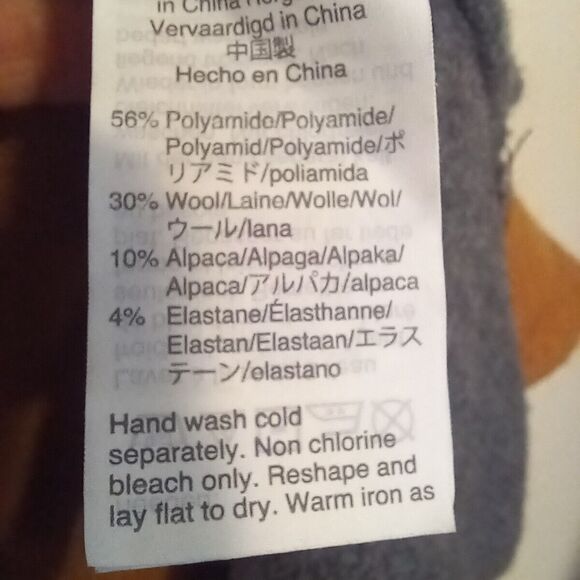 in China
Vervaardigd in China
中国製
Hecho en China
56% Polyamide/Polyamide/
Polyamid/Polyamide/ポ
リアミド/poliamida
30% Wool/Laine/Wolle/Wol/
ウール/lana
10% Alpaca/Alpaga/Alpaka/
Alpaca/アルパカ/alpaca
4% Elastane/Élasthanne/
Elastan/Elastaan/エラス
テーン/elastano
Hand wash cold
separately. Non chlorine
bleach only. Reshape and
lay flat to dry. Warm iron as